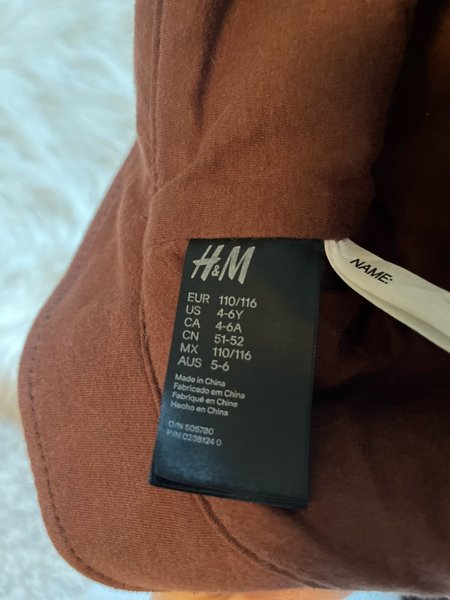 H&M
EUR 110/116
US 4-6Y
CA 4-6A
CN 51-52
MX 110/116
AUS 5-6
Made in China
Fabricado em China
Fabriqué en Chine
Hecho en China
O/N 505780
P/N 0238124 0
NAME: